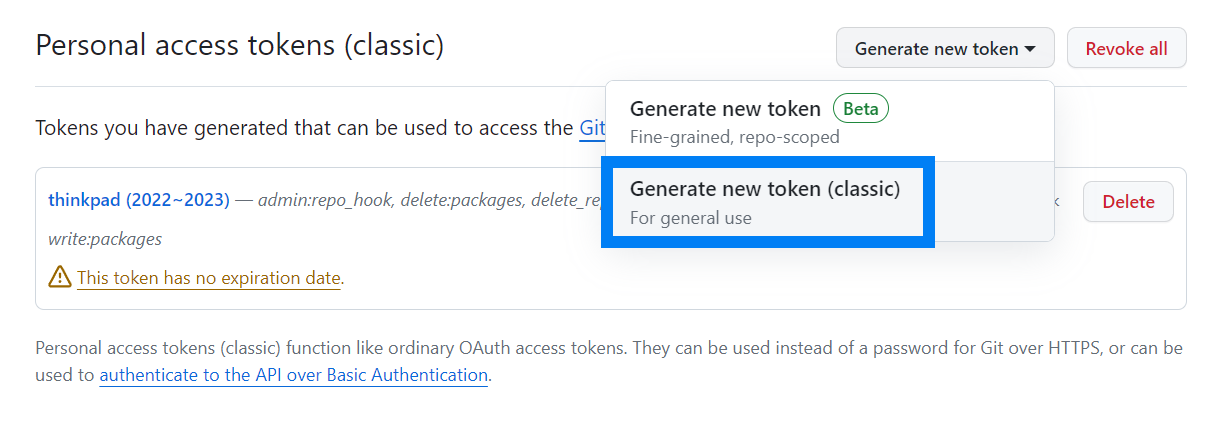 Personal access tokens (classic)
Generate new token
Revoke all
Generate new token Beta
Fine-grained, repo-scoped
Generate new token (classic)
For general use
Tokens you have generated that can be used to access the Git
thinkpad (2022~2023) — admin:repo_hook, delete:packages,
Delete
write:packages
This token has no expiration date.
Personal access tokens (classic) function like ordinary OAuth access tokens. They can be used instead of a password for Git over HTTPS, or can be
used to authenticate to the API over Basic Authentication.